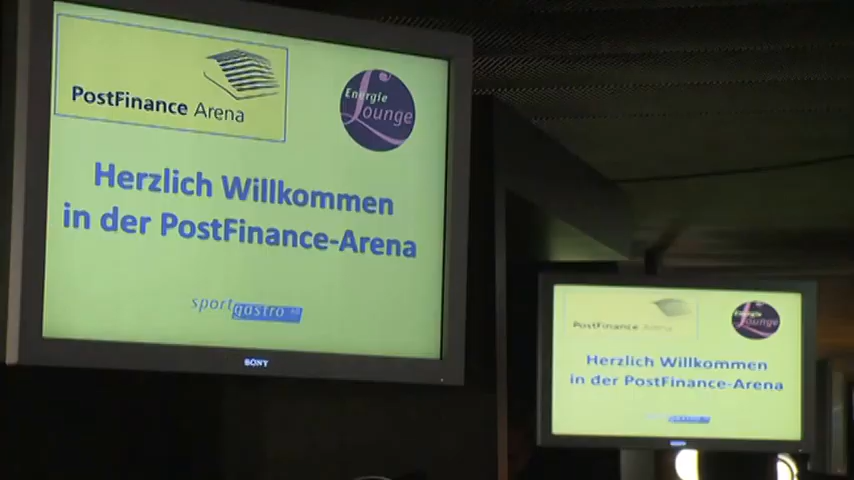 PostFinance Arena
Energie
Lounge
Herzlich Willkommen
in der PostFinance-Arena
sportgastro AG
SONY
PostFinance Arena
Energie
Lounge
Herzlich Willkommen
in der PostFinance-Arena